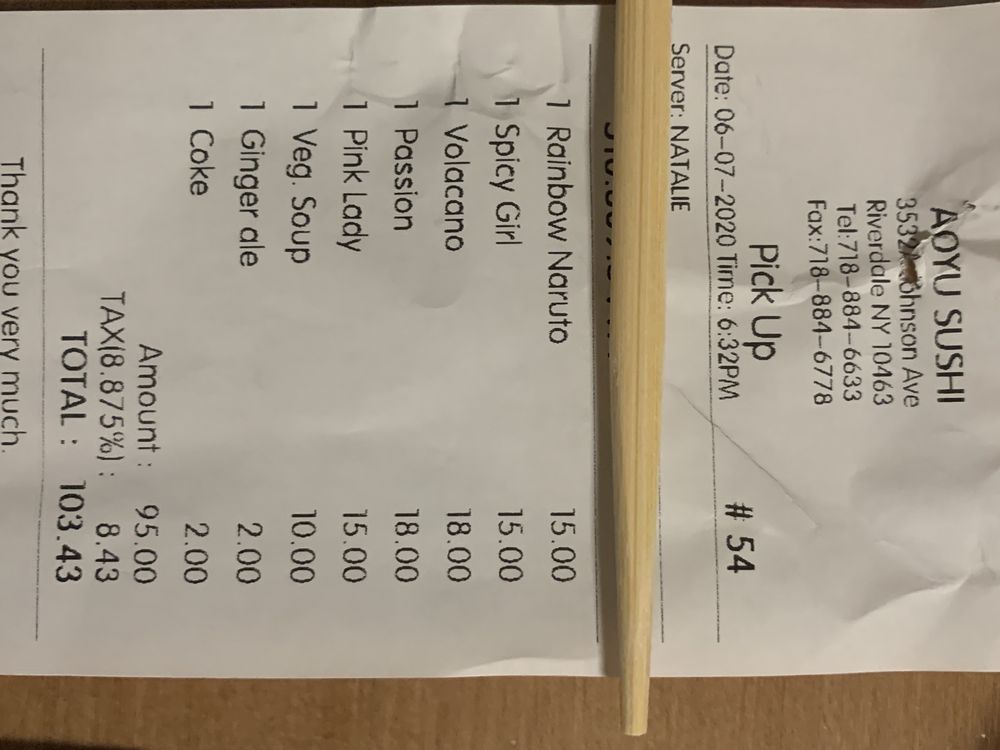 AOYU SUSHI
3532A Johnson Ave
Riverdale NY 10463
Tel:718-884-6633
Fax:718-884-6778
Pick Up # 54
Date: 06-07-2020 Time: 6:32PM
Server: NATALIE
1 Rainbow Naruto 15.00
1 Spicy Girl 15.00
1 Volacano 18.00
1 Passion 18.00
1 Pink Lady 15.00
1 Veg. Soup 10.00
1 Ginger ale 2.00
1 Coke 2.00
Amount : 95.00
TAX(8.875%) : 8.43
TOTAL : 103.43
Thank you very much.